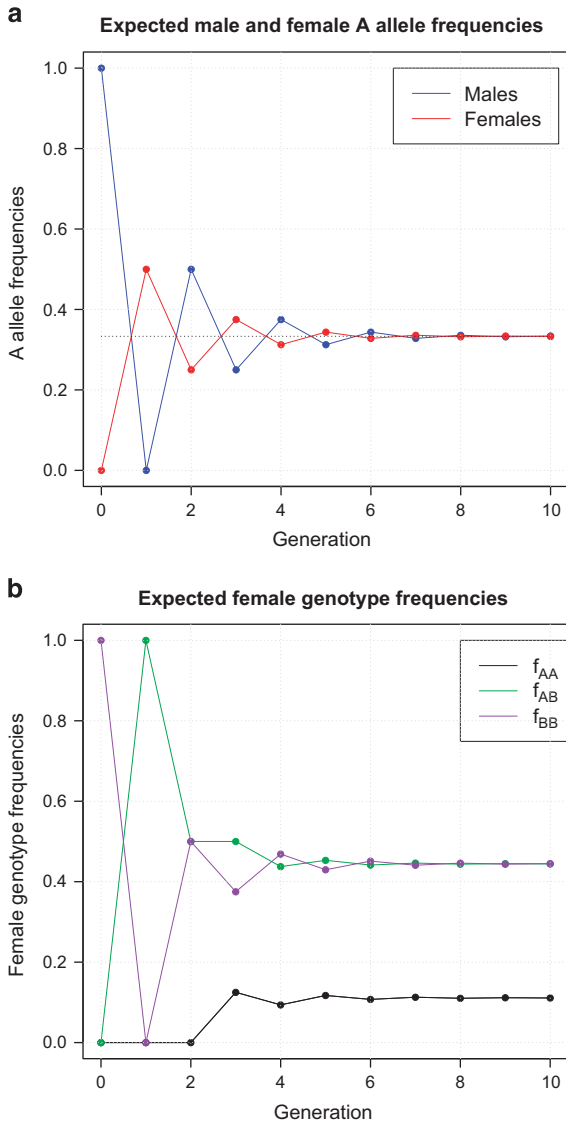 a
Expected male and female A allele frequencies
A allele frequencies
1.0
0.8
0.6
0.4
0.2
0.0
Males
Females
0 2 4 6 8 10
Generation
b
Expected female genotype frequencies
Female genotype frequencies
1.0
0.8
0.6
0.4
0.2
0.0
fAA
fAB
fBB
0 2 4 6 8 10
Generation